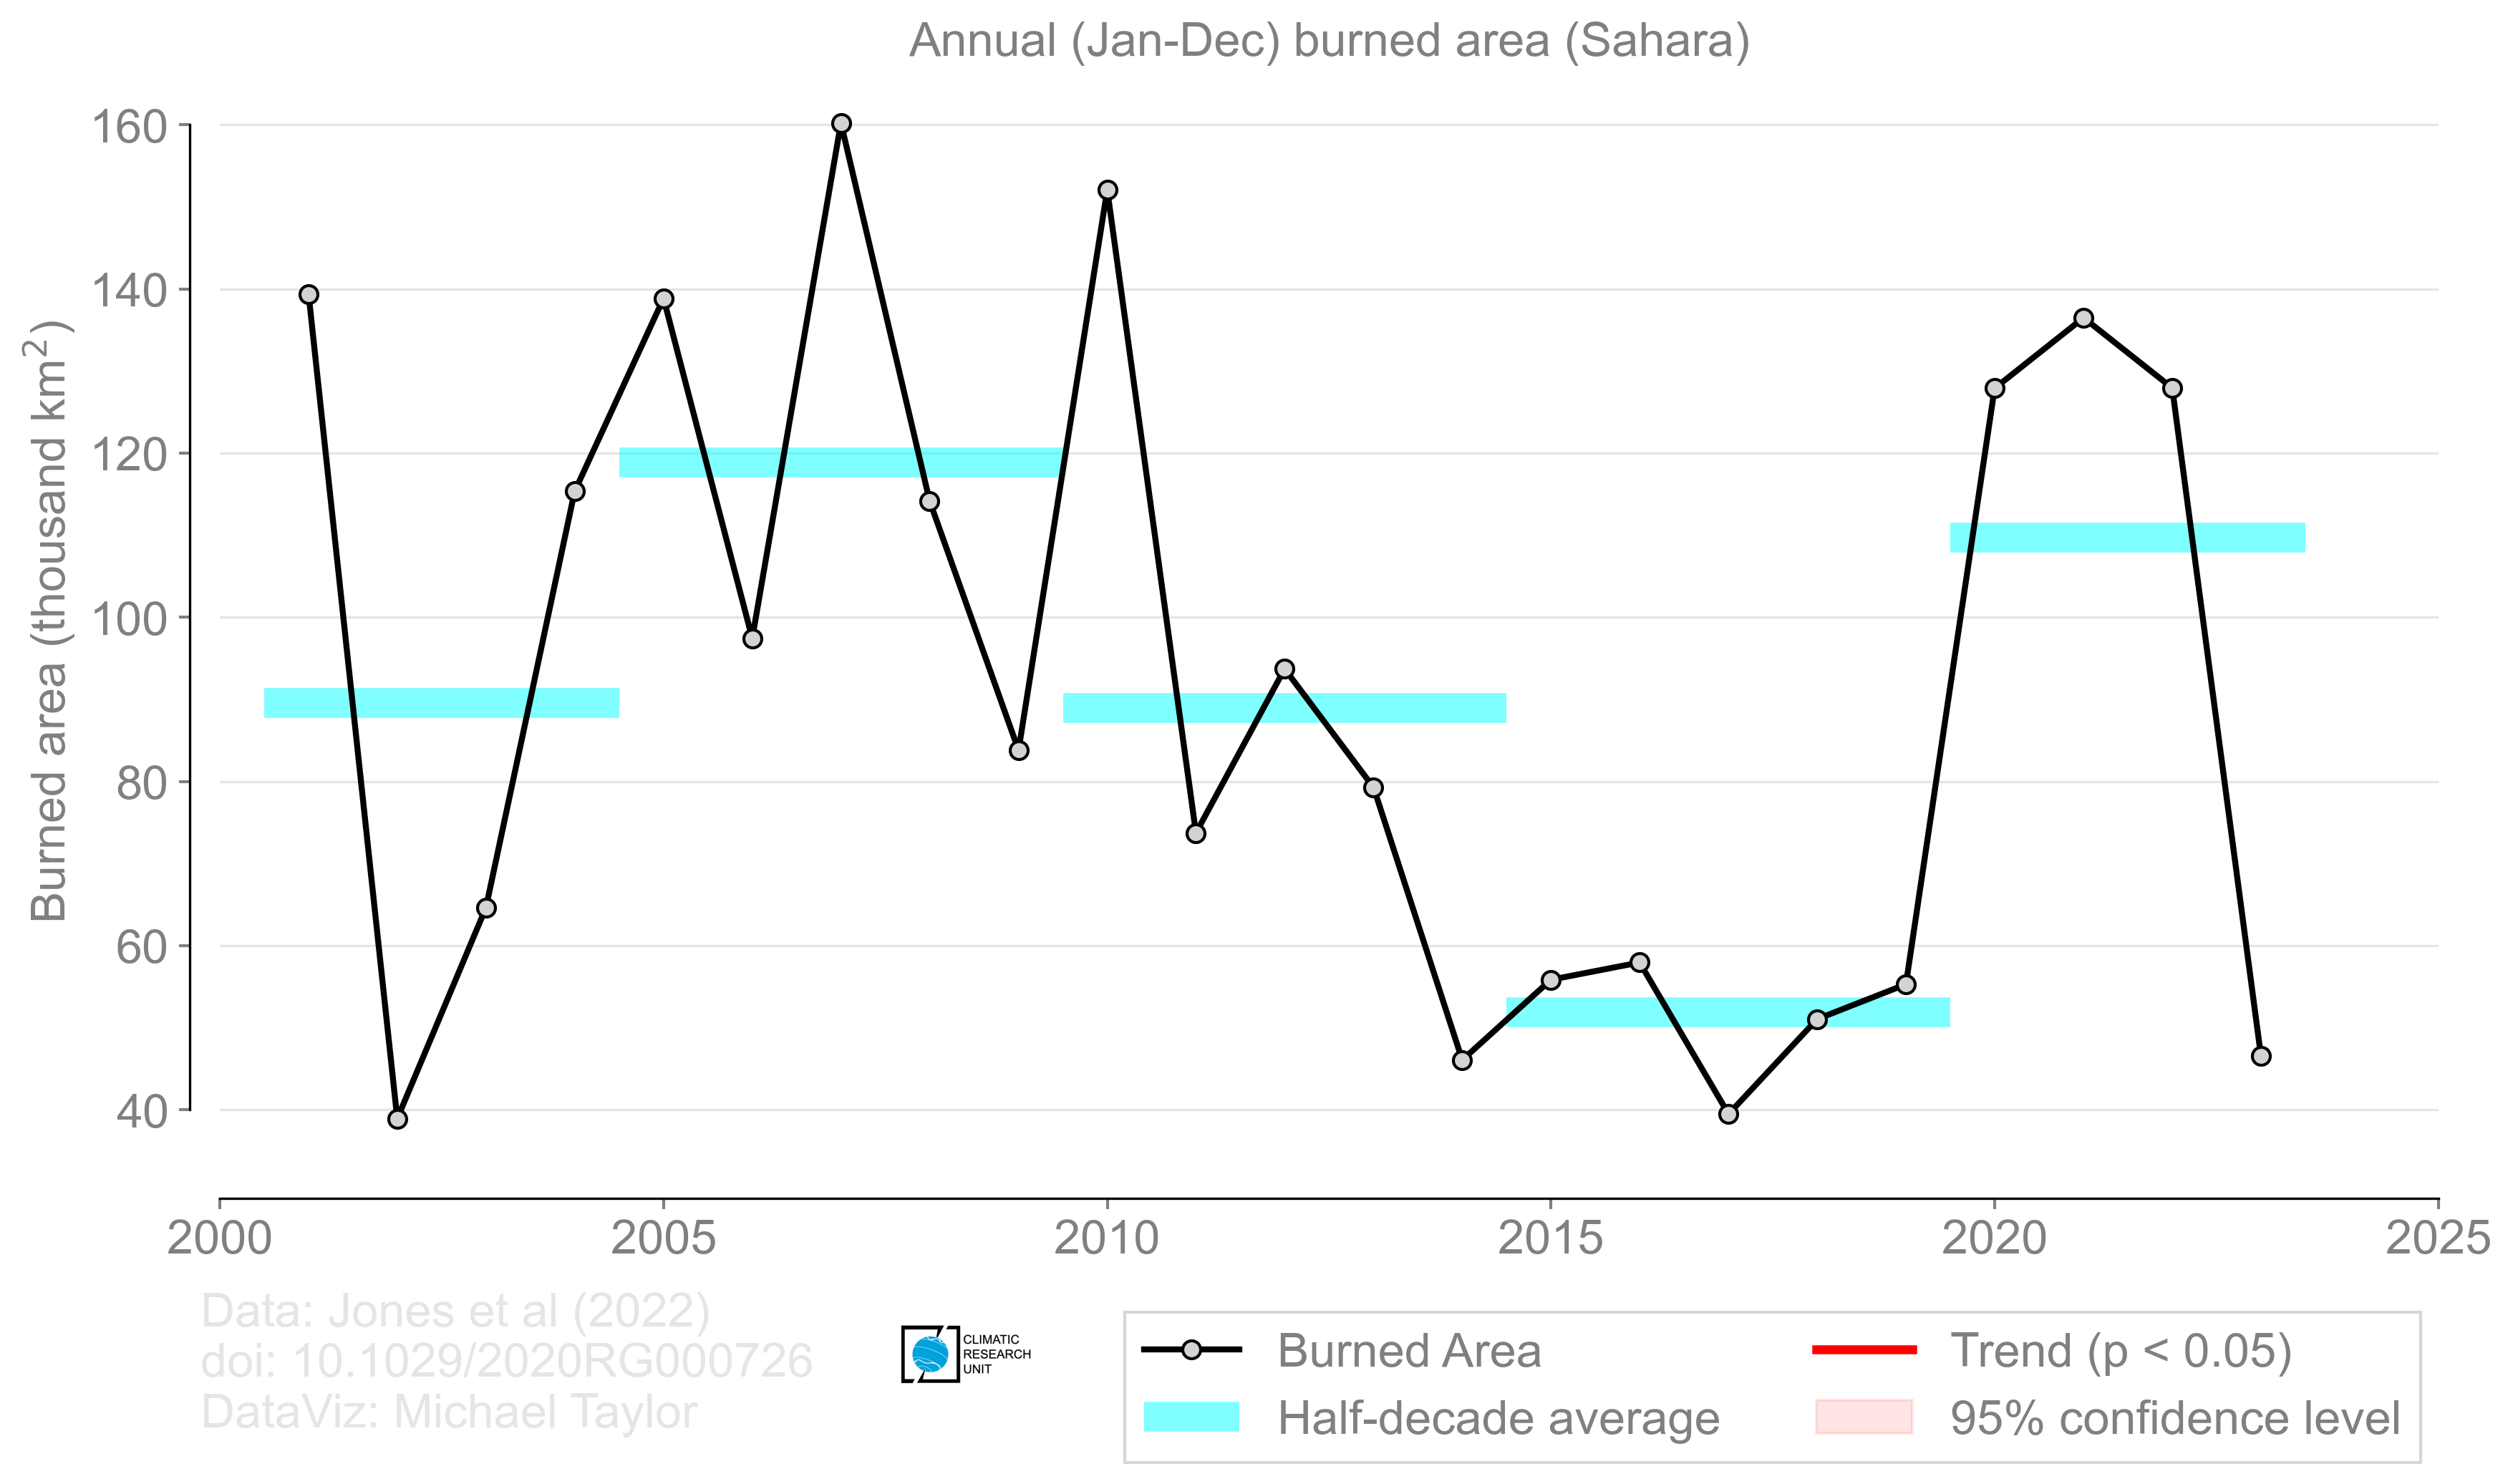 Annual (Jan-Dec) burned area (Sahara)
160
140
120
100
80
60
40
Burned area (thousand km²)
2000 2005 2010 2015 2020 2025
Data: Jones et al (2022)
doi: 10.1029/2020RG000726
DataViz: Michael Taylor
CLIMATIC
RESEARCH
UNIT
Burned Area
Half-decade average
Trend (p < 0.05)
95% confidence level